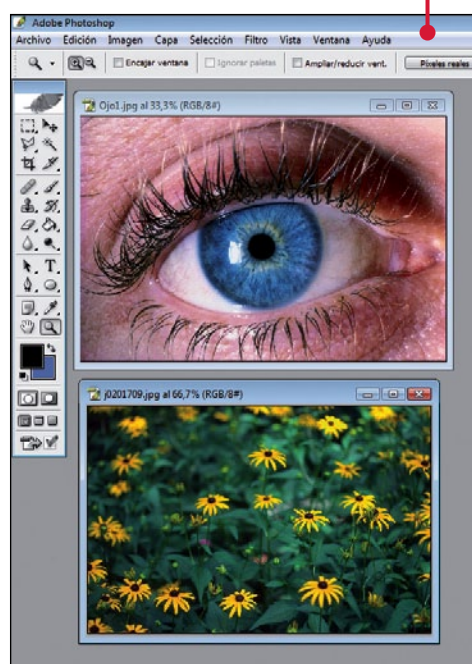 Adobe Photoshop
Archivo Edición Imagen Capa Selección Filtro Vista Ventana Ayuda
Encajar ventana Ignorar paletas Ampliar/reducir vent. Píxeles reales
Ojo1.jpg al 33,3% (RGB/8#)
j0201709.jpg al 66,7% (RGB/8#)